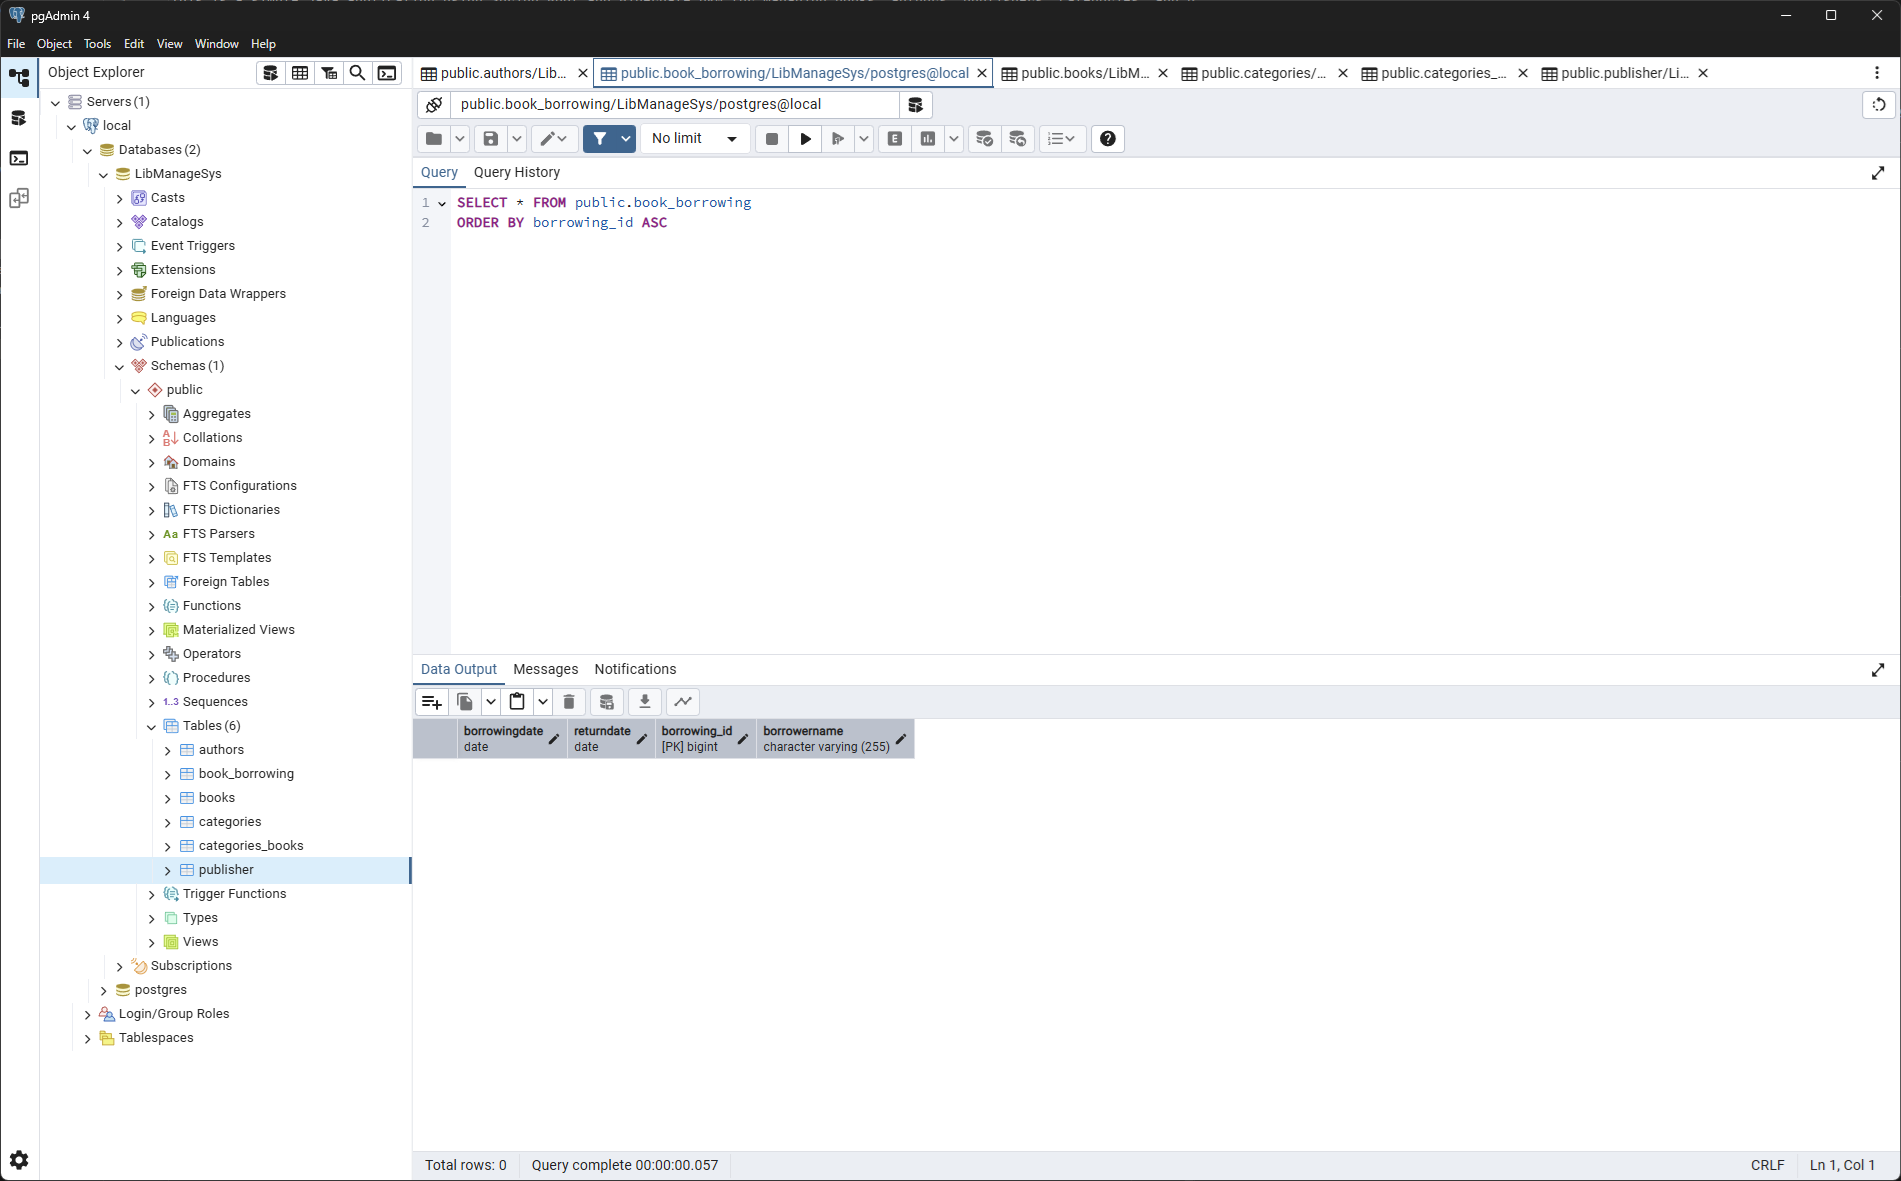 pgAdmin 4
File Object Tools Edit View Window Help
Object Explorer
public.authors/Lib...
public.book_borrowing/LibManageSys/postgres@local
public.books/LibM...
public.categories/...
public.categories_...
public.publisher/Li...
public.book_borrowing/LibManageSys/postgres@local
No limit
Query Query History
1 SELECT * FROM public.book_borrowing
2 ORDER BY borrowing_id ASC
Servers (1)
local
Databases (2)
LibManageSys
Casts
Catalogs
Event Triggers
Extensions
Foreign Data Wrappers
Languages
Publications
Schemas (1)
public
Aggregates
Collations
Domains
FTS Configurations
FTS Dictionaries
Aa FTS Parsers
FTS Templates
Foreign Tables
Functions
Materialized Views
Operators
Procedures
1..3 Sequences
Tables (6)
authors
book_borrowing
books
categories
categories_books
publisher
Trigger Functions
Types
Views
Subscriptions
postgres
Login/Group Roles
Tablespaces
Data Output Messages Notifications
borrowingdate
date
returndate
date
borrowing_id
[PK] bigint
borrowername
character varying (255)
Total rows: 0
Query complete 00:00:00.057
CRLF
Ln 1, Col 1